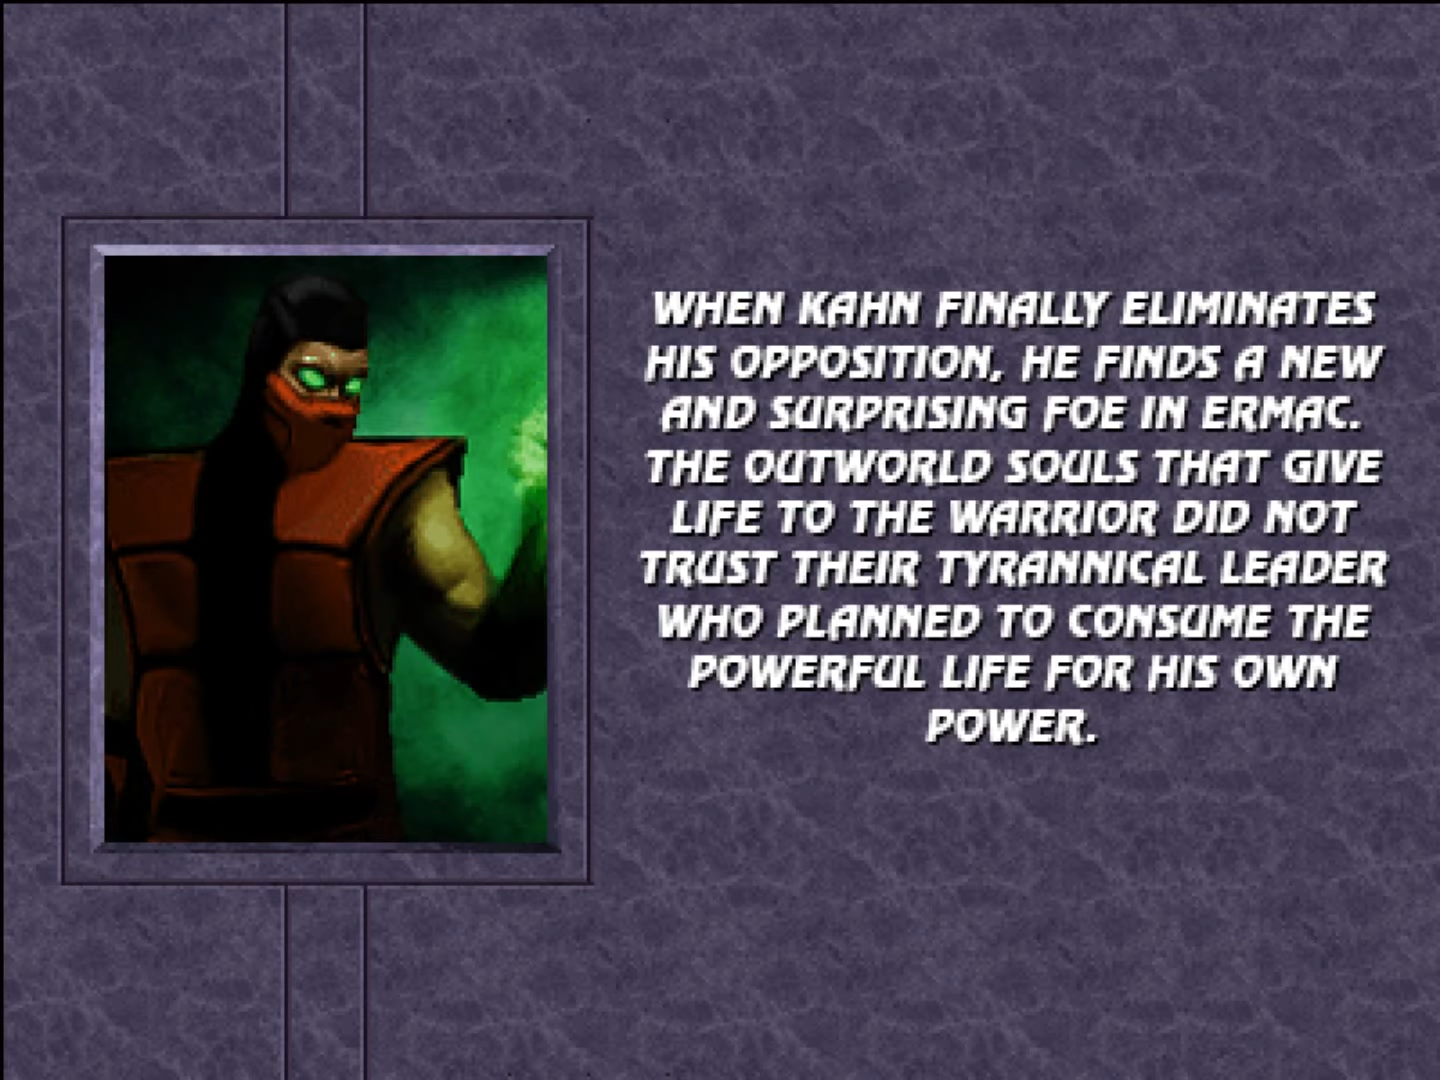 WHEN KAHN FINALLY ELIMINATES
HIS OPPOSITION, HE FINDS A NEW
AND SURPRISING FOE IN ERMAC.
THE OUTWORLD SOULS THAT GIVE
LIFE TO THE WARRIOR DID NOT
TRUST THEIR TYRANNICAL LEADER
WHO PLANNED TO CONSUME THE
POWERFUL LIFE FOR HIS OWN
POWER.